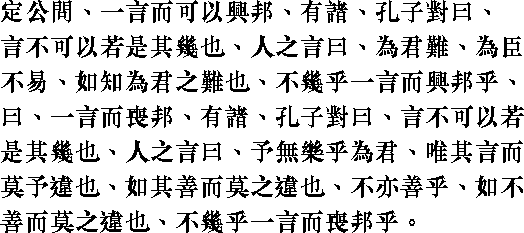 定公問、一言而可以興邦、有諸、孔子對曰、
言不可以若是其幾也、人之言曰、為君難、為臣
不易、如知為君之難也、不幾乎一言而興邦乎、
曰、一言而喪邦、有諸、孔子對曰、言不可以若
是其幾也、人之言曰、予無樂乎為君、唯其言而
莫予違也、如其善而莫之違也、不亦善乎、如不
善而莫之違也、不幾乎一言而喪邦乎。